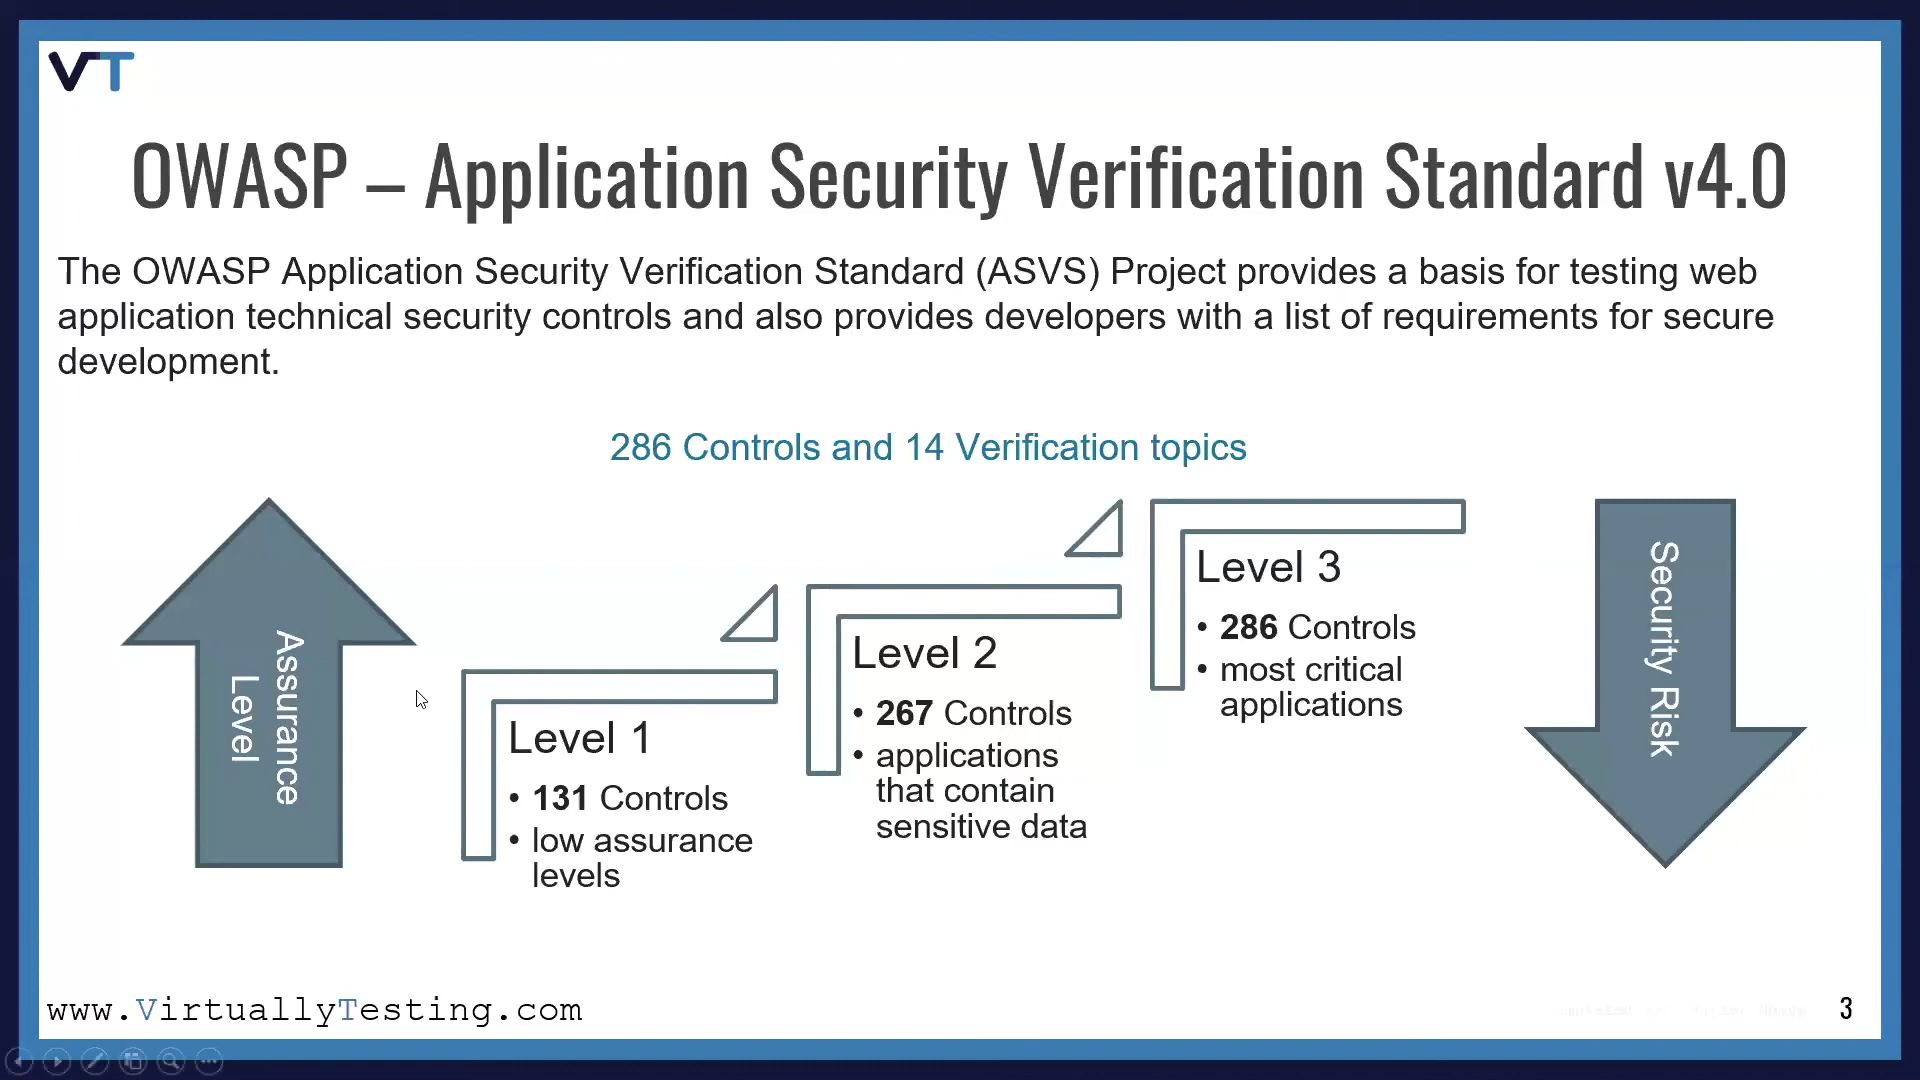 VT
OWASP – Application Security Verification Standard v4.0
The OWASP Application Security Verification Standard (ASVS) Project provides a basis for testing web
application technical security controls and also provides developers with a list of requirements for secure
development.
286 Controls and 14 Verification topics
Assurance
Level
Level 1
• 131 Controls
• low assurance
levels
Level 2
• 267 Controls
• applications
that contain
sensitive data
Level 3
• 286 Controls
• most critical
applications
Security Risk
www.VirtuallyTesting.com
3